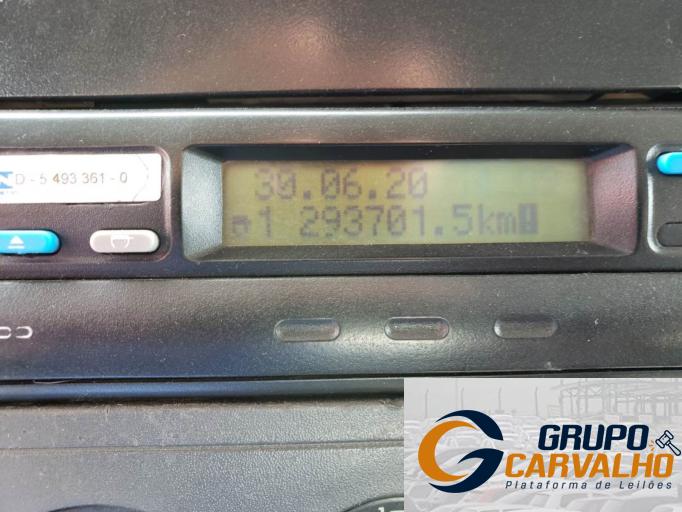 D - 5 493 361 - 0
30.06.20
1 293701.5km
GRUPO
CARVALHO
Plataforma de Leilões